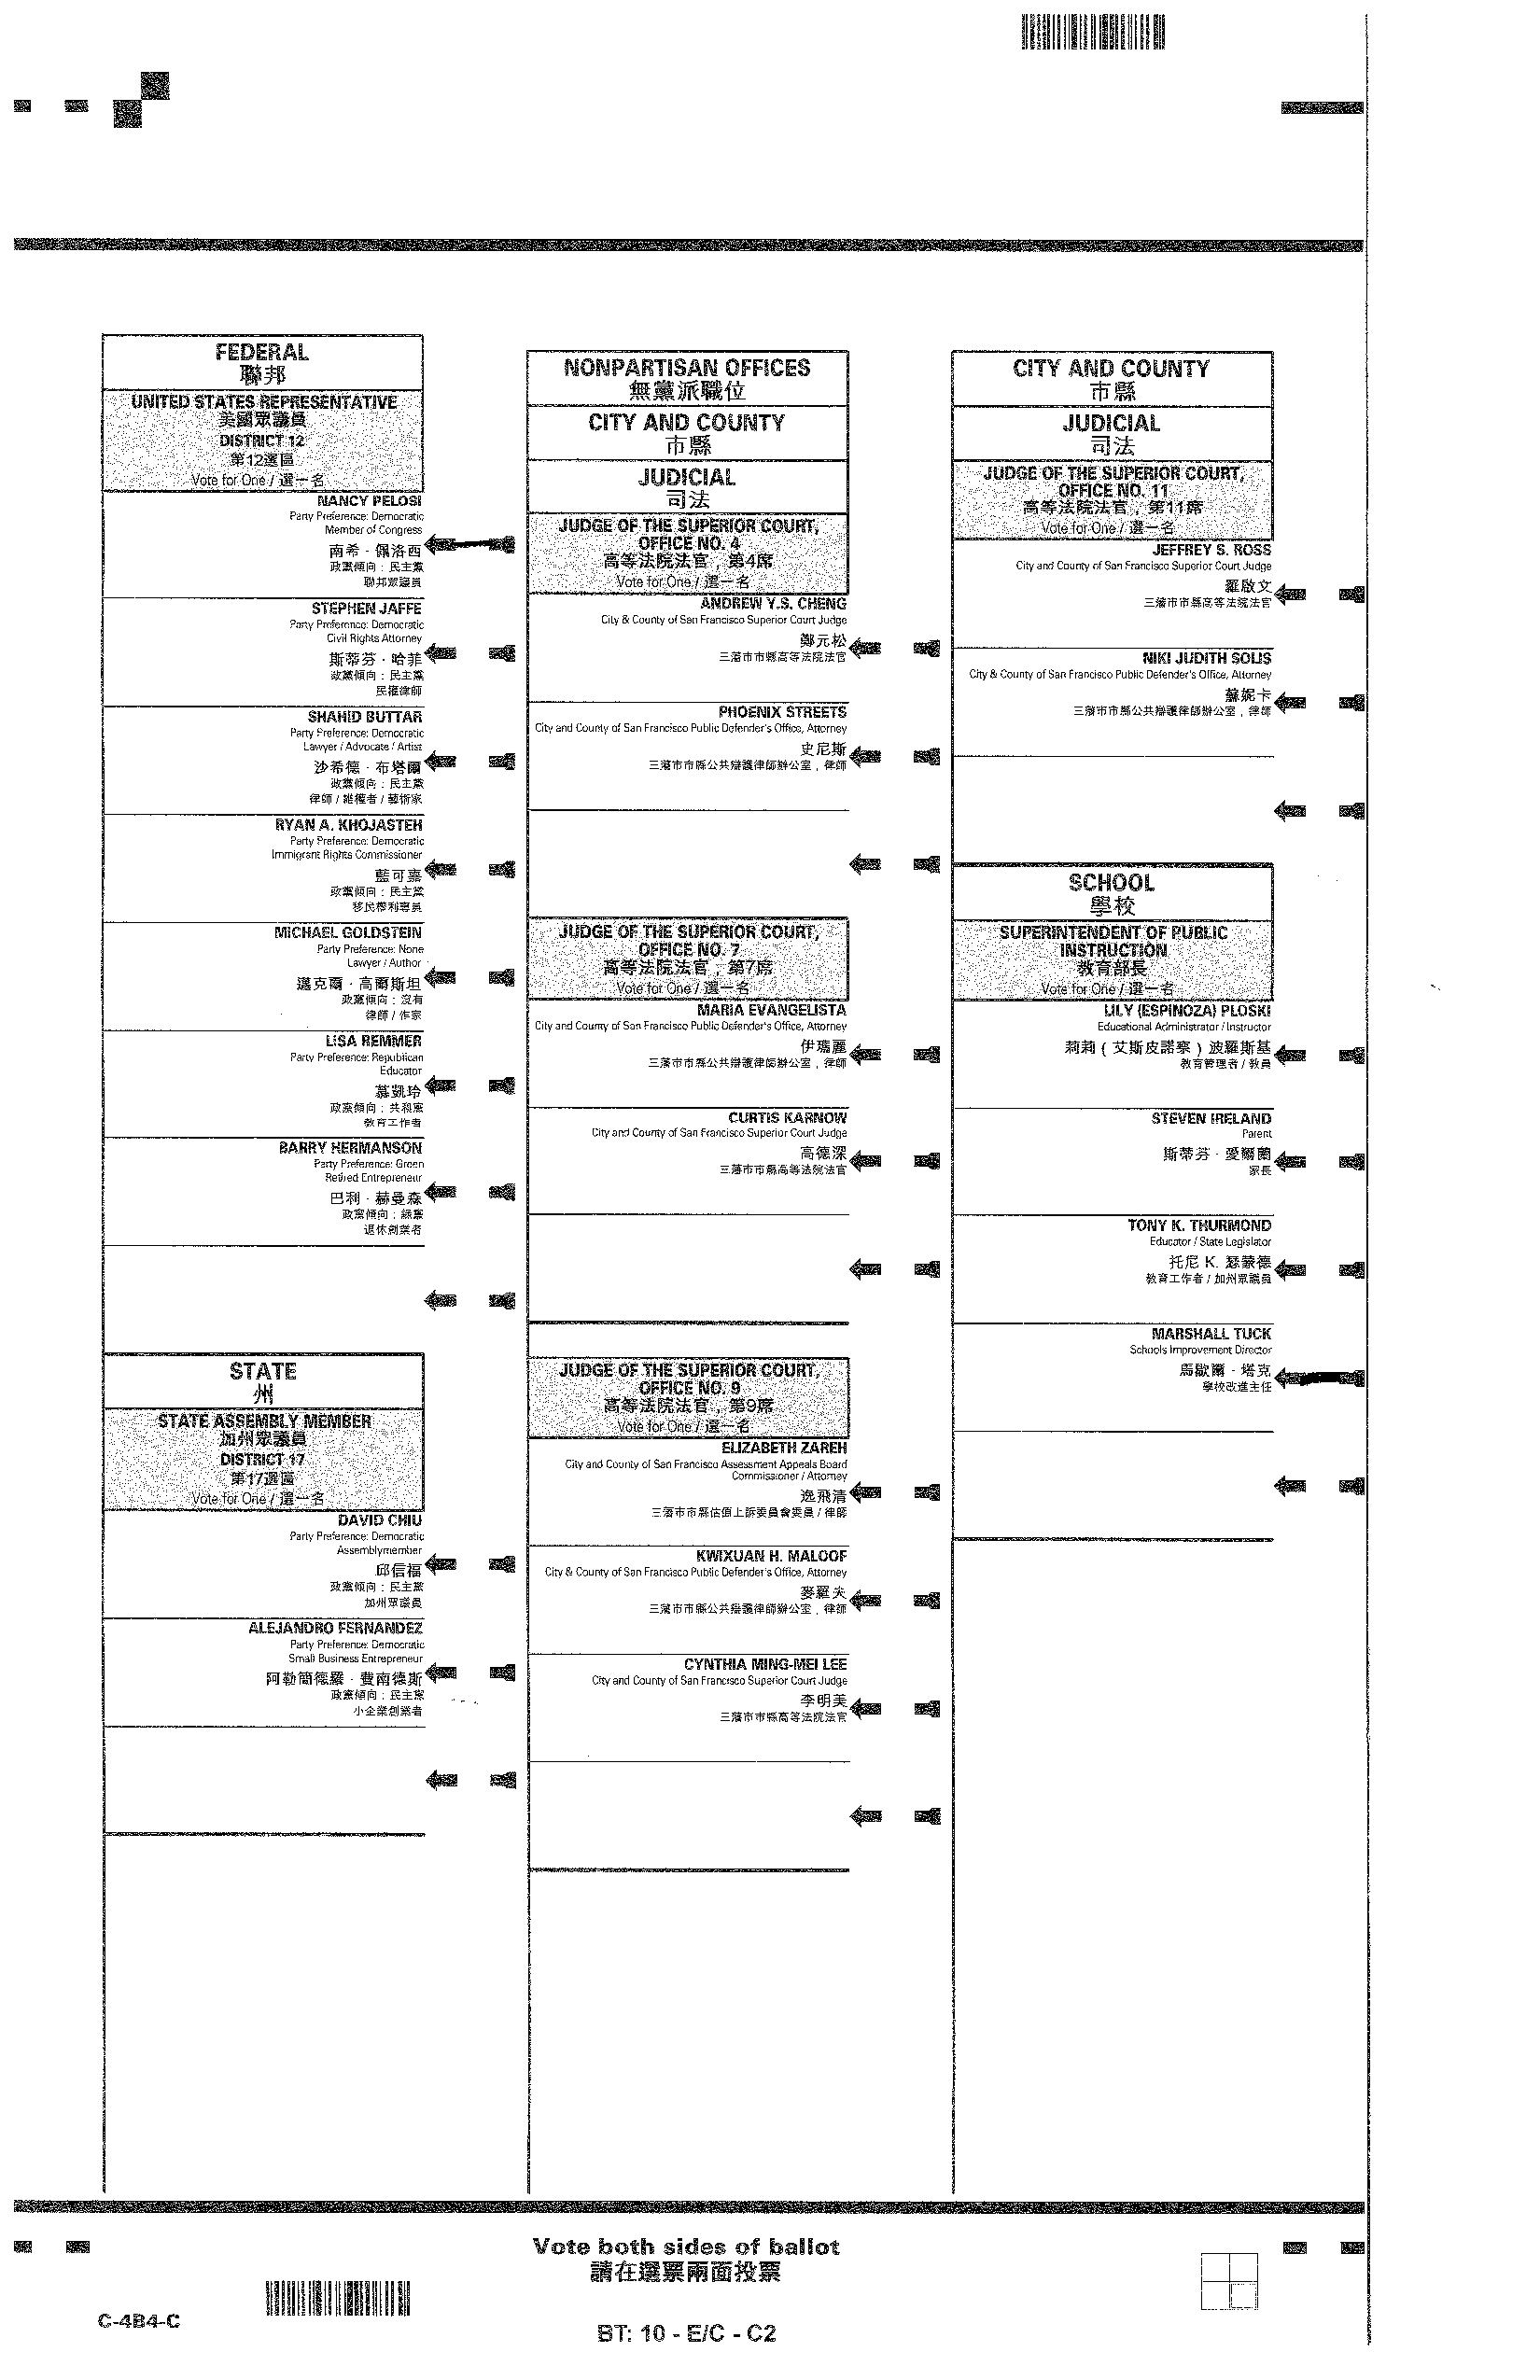 FEDERAL
聯邦
UNITED STATES REPRESENTATIVE
美國眾議員
DISTRICT 12
第12選區
Vote for One / 選一名
NANCY PELOSI
Party Preference: Democratic
Member of Congress
南希 · 佩洛西
政黨傾向：民主黨
聯邦眾議員
STEPHEN JAFFE
Party Preference: Democratic
Civil Rights Attorney
斯蒂芬 · 哈菲
政黨傾向：民主黨
民權律師
SHAHID BUTTAR
Party Preference: Democratic
Lawyer / Advocate / Artist
沙希德 · 布塔爾
政黨傾向：民主黨
律師 / 維權者 / 藝術家
RYAN A. KHOJASTEH
Party Preference: Democratic
Immigrant Rights Commissioner
藍可嘉
政黨傾向：民主黨
移民權利專員
MICHAEL GOLDSTEIN
Party Preference: None
Lawyer / Author
邁克爾 · 高爾斯坦
政黨傾向：沒有
律師 / 作家
LISA REMMER
Party Preference: Republican
Educator
慕凱玲
政黨傾向：共和黨
教育工作者
BARRY HERMANSON
Party Preference: Green
Retired Entrepreneur
巴利 · 赫曼森
政黨傾向：綠黨
退休創業者
STATE
州
STATE ASSEMBLY MEMBER
加州眾議員
DISTRICT 17
第17選區
Vote for One / 選一名
DAVID CHIU
Party Preference: Democratic
Assemblymember
邱信福
政黨傾向：民主黨
加州眾議員
ALEJANDRO FERNANDEZ
Party Preference: Democratic
Small Business Entrepreneur
阿勒簡德羅 · 費南德斯
政黨傾向：民主黨
小企業創業者
NONPARTISAN OFFICES
無黨派職位
CITY AND COUNTY
市縣
JUDICIAL
司法
JUDGE OF THE SUPERIOR COURT,
OFFICE NO. 4
高等法院法官，第4席
Vote for One / 選一名
ANDREW Y.S. CHENG
City & County of San Francisco Superior Court Judge
鄭元松
三藩市市縣高等法院法官
PHOENIX STREETS
City and County of San Francisco Public Defender's Office, Attorney
史尼斯
三藩市市縣公共辯護律師辦公室，律師
JUDGE OF THE SUPERIOR COURT,
OFFICE NO. 7
高等法院法官，第7席
Vote for One / 選一名
MARIA EVANGELISTA
City and County of San Francisco Public Defender's Office, Attorney
伊瑪麗
三藩市市縣公共辯護律師辦公室，律師
CURTIS KARNOW
City and County of San Francisco Superior Court Judge
高德深
三藩市市縣高等法院法官
JUDGE OF THE SUPERIOR COURT,
OFFICE NO. 9
高等法院法官，第9席
Vote for One / 選一名
ELIZABETH ZAREH
City and County of San Francisco Assessment Appeals Board
Commissioner / Attorney
逸飛清
三藩市市縣估值上訴委員會委員 / 律師
KWIXUAN H. MALOOF
City & County of San Francisco Public Defender's Office, Attorney
麥羅夫
三藩市市縣公共辯護律師辦公室，律師
CYNTHIA MING-MEI LEE
City and County of San Francisco Superior Court Judge
李明美
三藩市市縣高等法院法官
CITY AND COUNTY
市縣
JUDICIAL
司法
JUDGE OF THE SUPERIOR COURT,
OFFICE NO. 11
高等法院法官，第11席
Vote for One / 選一名
JEFFREY S. ROSS
City and County of San Francisco Superior Court Judge
羅啟文
三藩市市縣高等法院法官
NIKI JUDITH SOLIS
City & County of San Francisco Public Defender's Office, Attorney
蘇妮卡
三藩市市縣公共辯護律師辦公室，律師
SCHOOL
學校
SUPERINTENDENT OF PUBLIC
INSTRUCTION
教育部長
Vote for One / 選一名
LILY (ESPINOZA) PLOSKI
Educational Administrator / Instructor
莉莉 ( 艾斯皮諾察 ) 波羅斯基
教育管理者 / 教員
STEVEN IRELAND
Parent
斯蒂芬 · 愛爾蘭
家長
TONY K. THURMOND
Educator / State Legislator
托尼 K. 瑟蒙德
教育工作者 / 加州眾議員
MARSHALL TUCK
Schools Improvement Director
馬歇爾 · 塔克
學校改進主任
Vote both sides of ballot
請在選票兩面投票
C-4B4-C
BT: 10 - E/C - C2